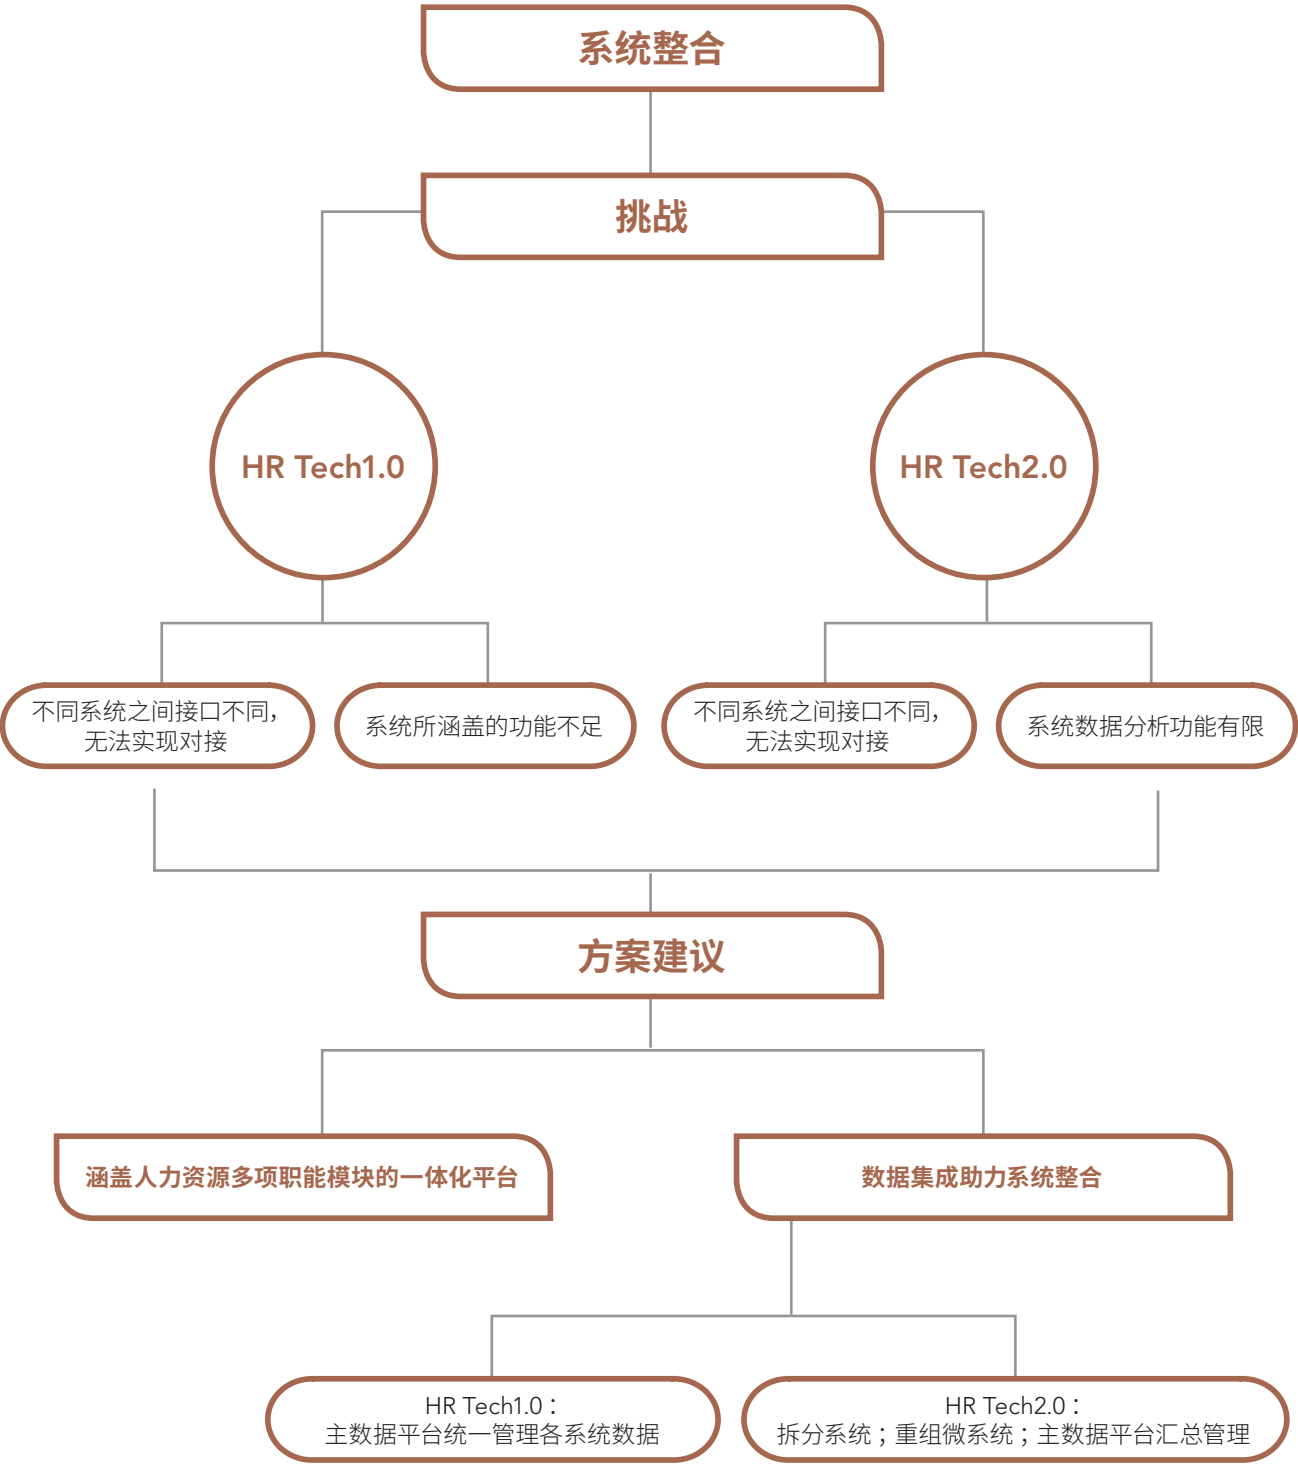 系统整合
挑战
HR Tech1.0
HR Tech2.0
不同系统之间接口不同，
无法实现对接
系统所涵盖的功能不足
不同系统之间接口不同，
无法实现对接
系统数据分析功能有限
方案建议
涵盖人力资源多项职能模块的一体化平台
数据集成助力系统整合
HR Tech1.0：
主数据平台统一管理各系统数据
HR Tech2.0：
拆分系统；重组微系统；主数据平台汇总管理